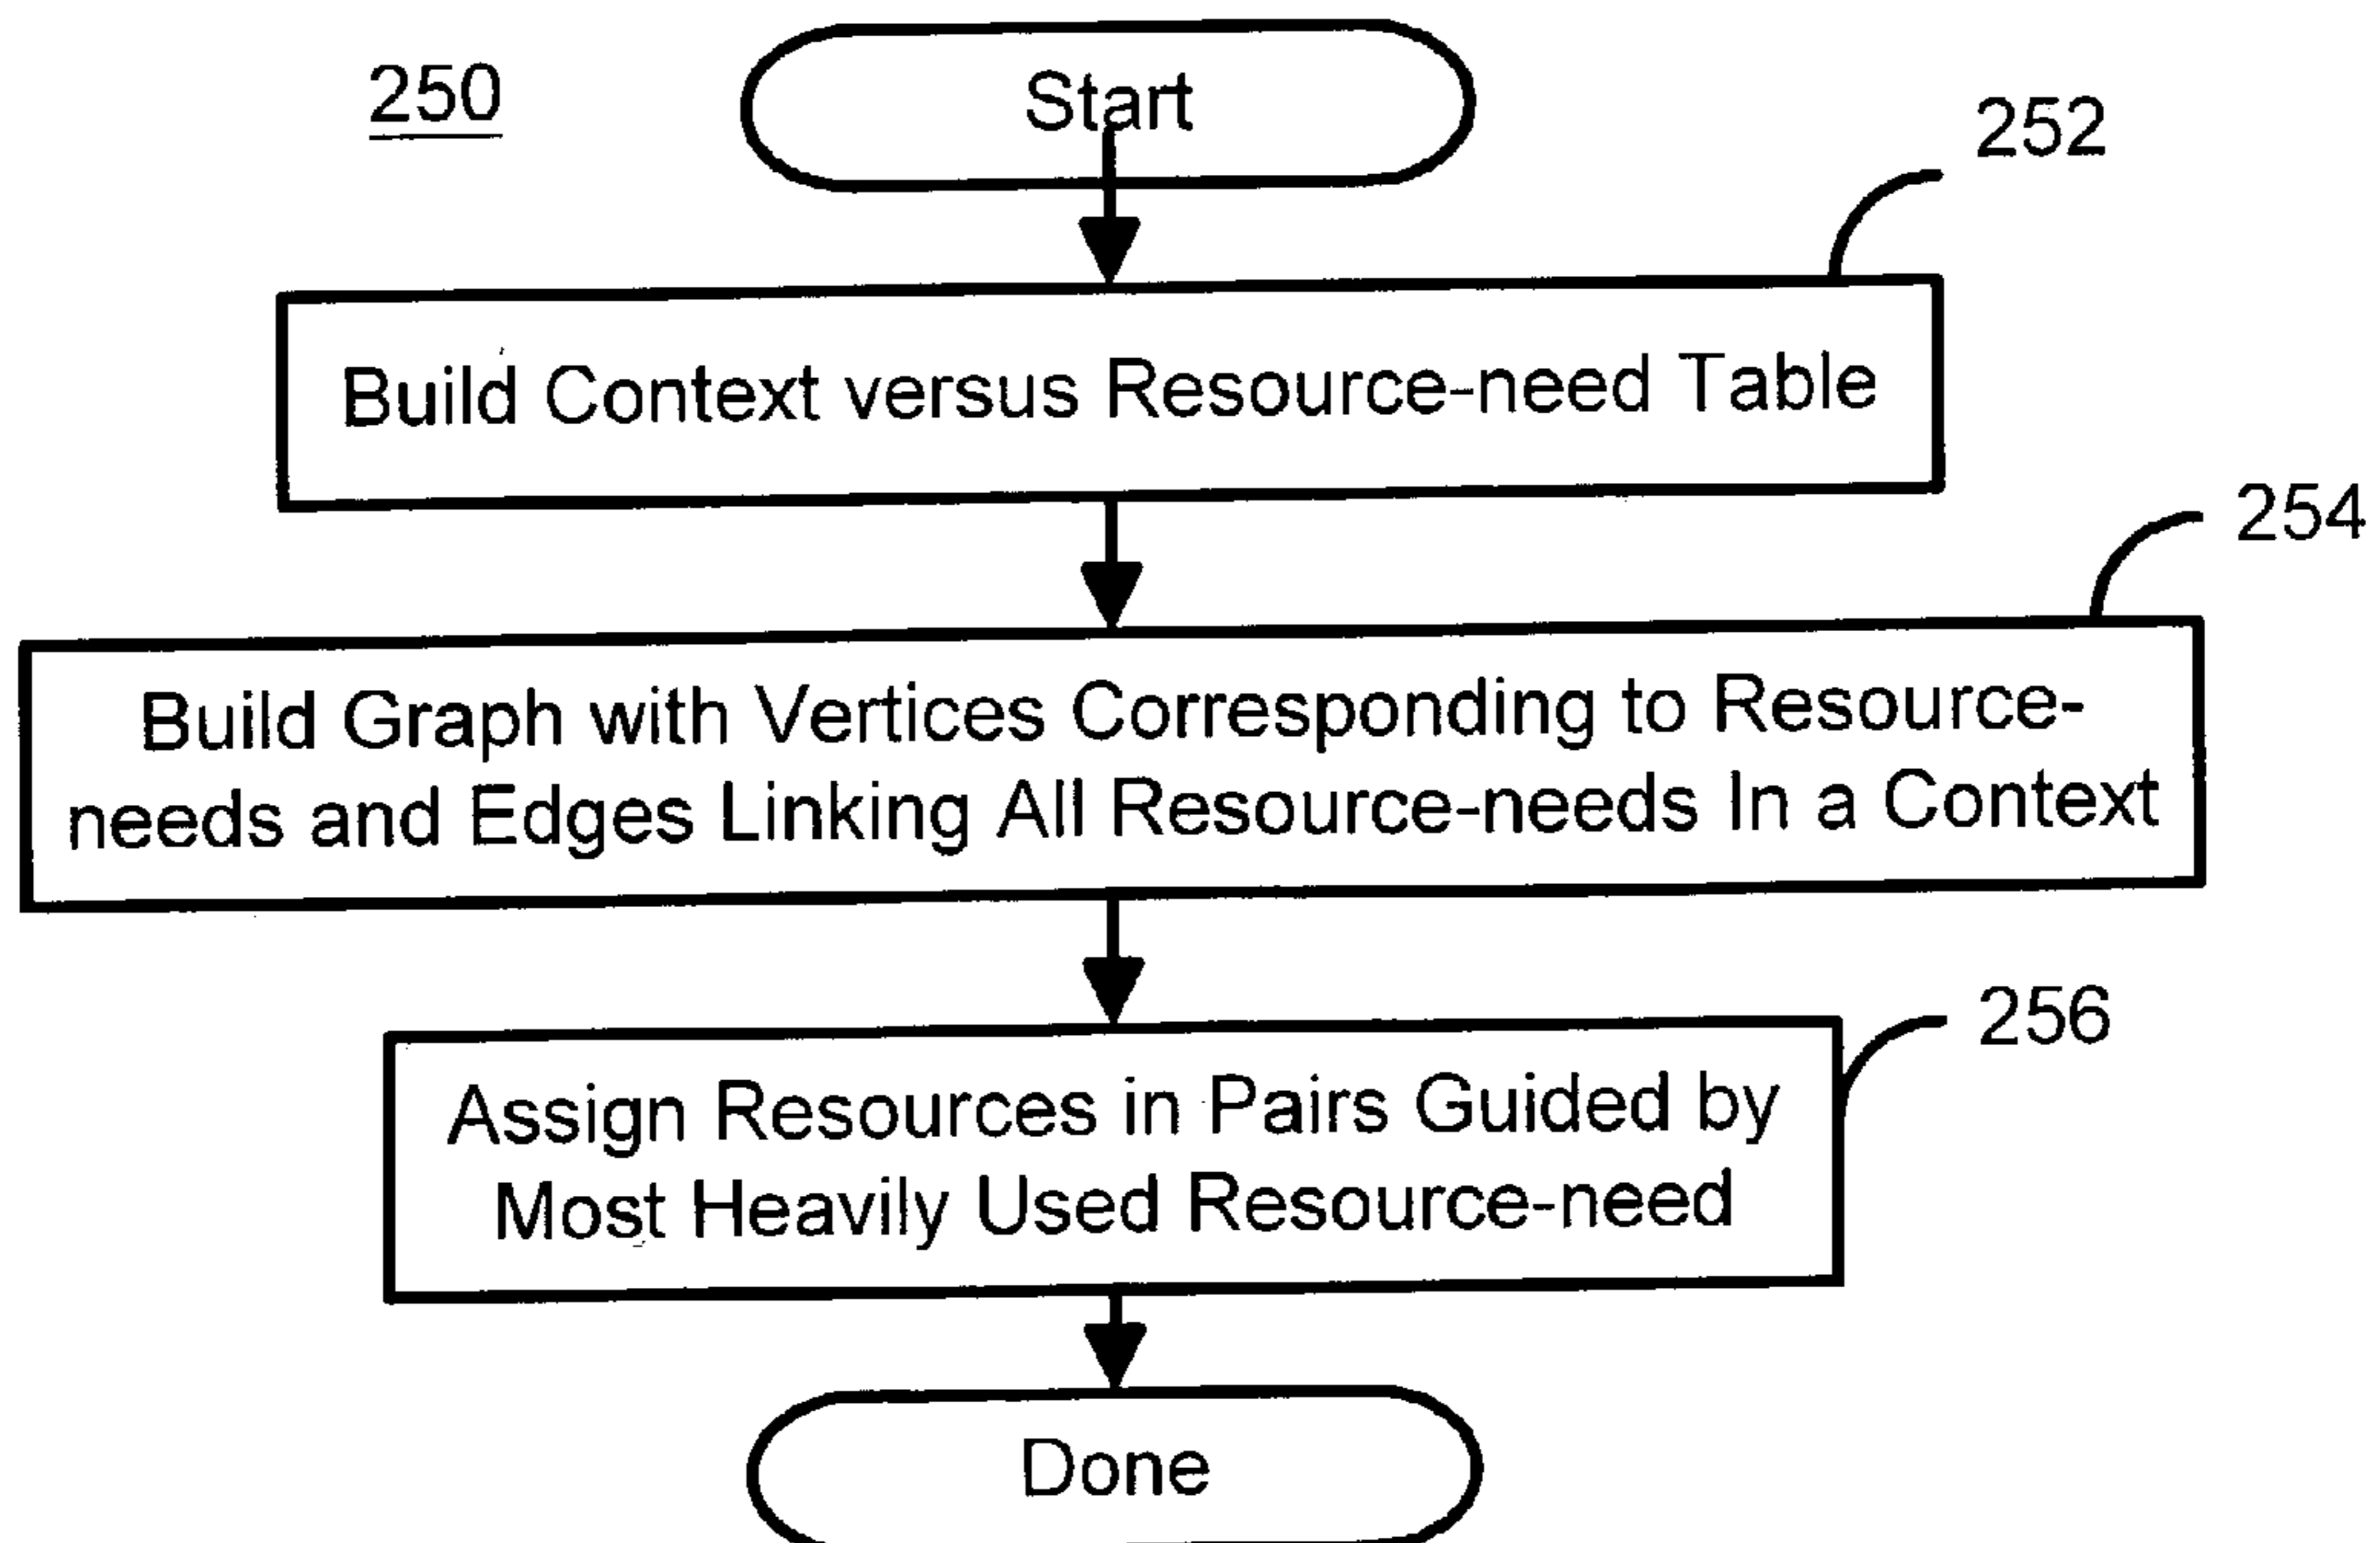 250
Start
252
Build Context versus Resource-need Table
254
Build Graph with Vertices Corresponding to Resource-
needs and Edges Linking All Resource-needs In a Context
256
Assign Resources in Pairs Guided by
Most Heavily Used Resource-need
Done